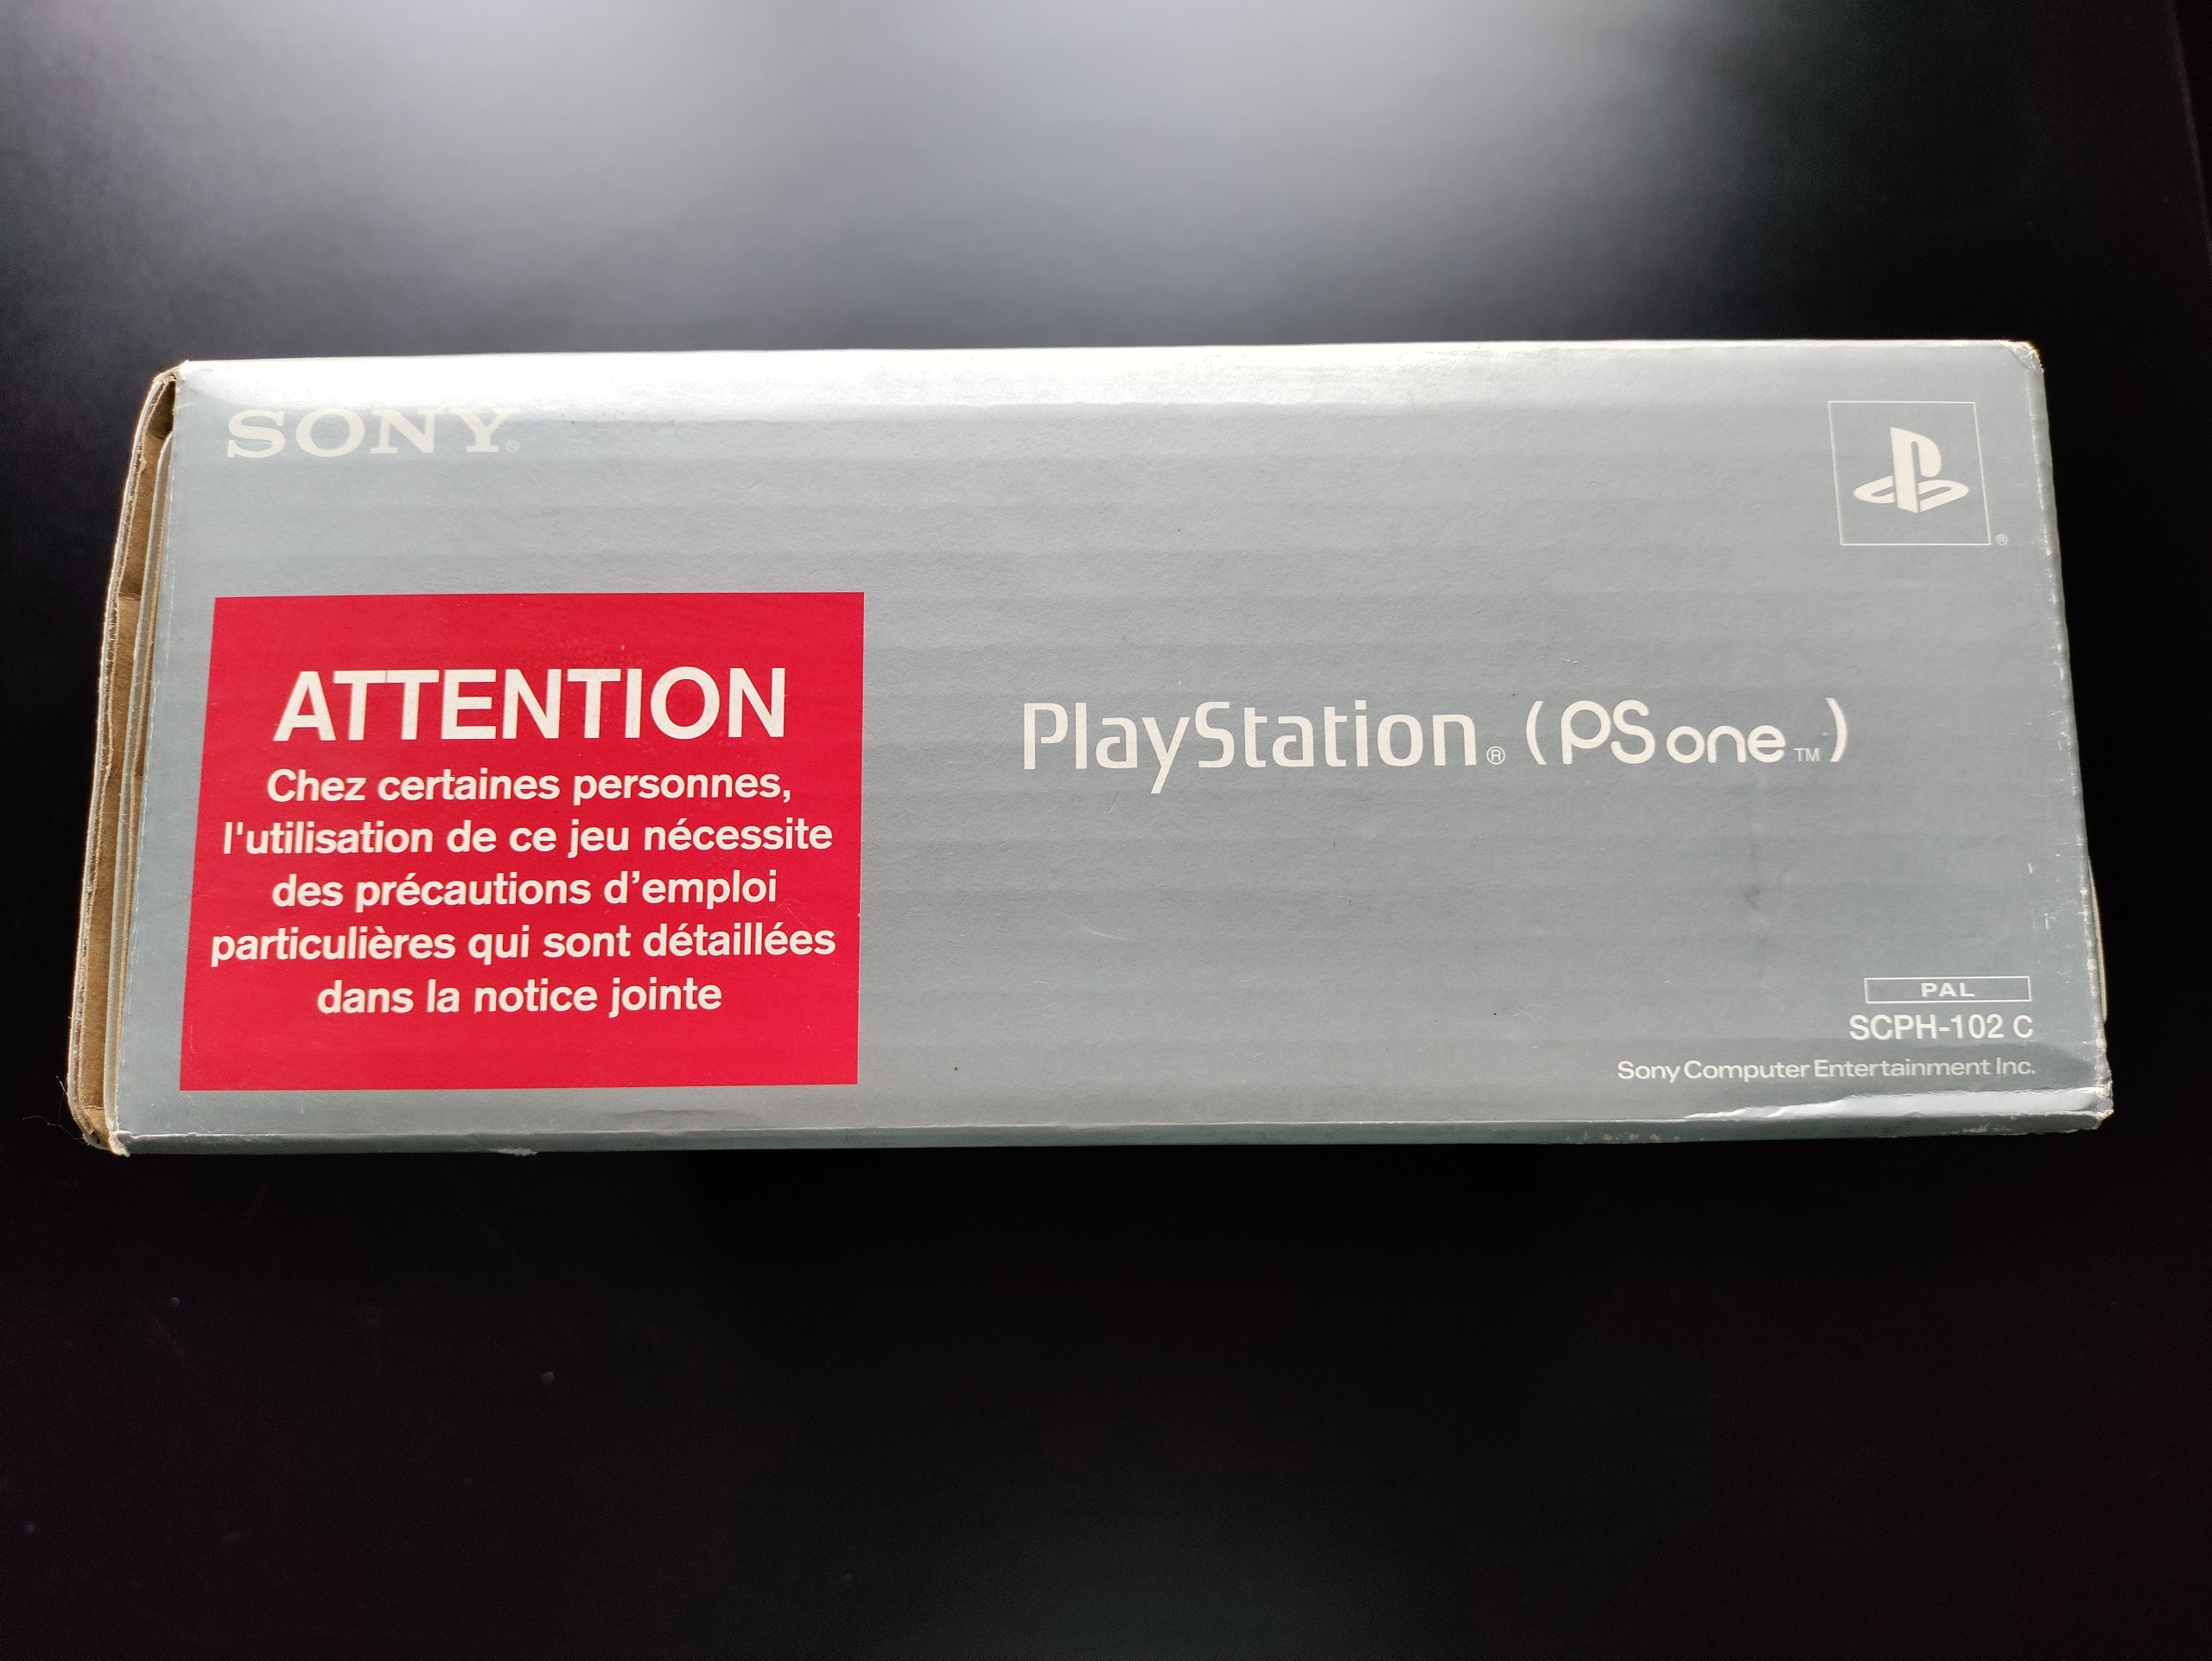 SONY®
®
ATTENTION
Chez certaines personnes,
l'utilisation de ce jeu nécessite
des précautions d’emploi
particulières qui sont détaillées
dans la notice jointe
PlayStation® (PS one™)
PAL
SCPH-102 C
Sony Computer Entertainment Inc.